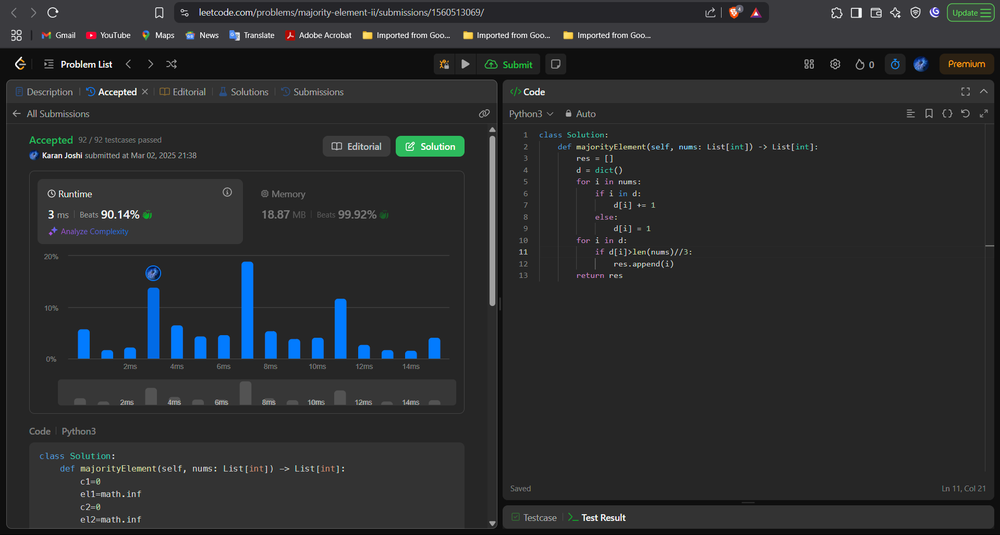 leetcode.com/problems/majority-element-ii/submissions/1560513069/
4
Update
Gmail
YouTube
Maps
News
Translate
Adobe Acrobat
Imported from Goo...
Imported from Goo...
Imported from Goo...
Problem List
Submit
0
Premium
Description
Accepted
Editorial
Solutions
Submissions
All Submissions
Accepted 92 / 92 testcases passed
Karan Joshi submitted at Mar 02, 2025 21:38
Editorial
Solution
Runtime
3 ms | Beats 90.14%
Analyze Complexity
Memory
18.87 MB | Beats 99.92%
20%
10%
0%
2ms 4ms 6ms 8ms 10ms 12ms 14ms
2ms 4ms 6ms 8ms 10ms 12ms 14ms
Code | Python3
class Solution:
    def majorityElement(self, nums: List[int]) -> List[int]:
        c1=0
        el1=math.inf
        c2=0
        el2=math.inf
</> Code
Python3
Auto
1 class Solution:
2     def majorityElement(self, nums: List[int]) -> List[int]:
3         res = []
4         d = dict()
5         for i in nums:
6             if i in d:
7                 d[i] += 1
8             else:
9                 d[i] = 1
10         for i in d:
11             if d[i]>len(nums)//3:
12                 res.append(i)
13         return res
Saved
Ln 11, Col 21
Testcase
Test Result